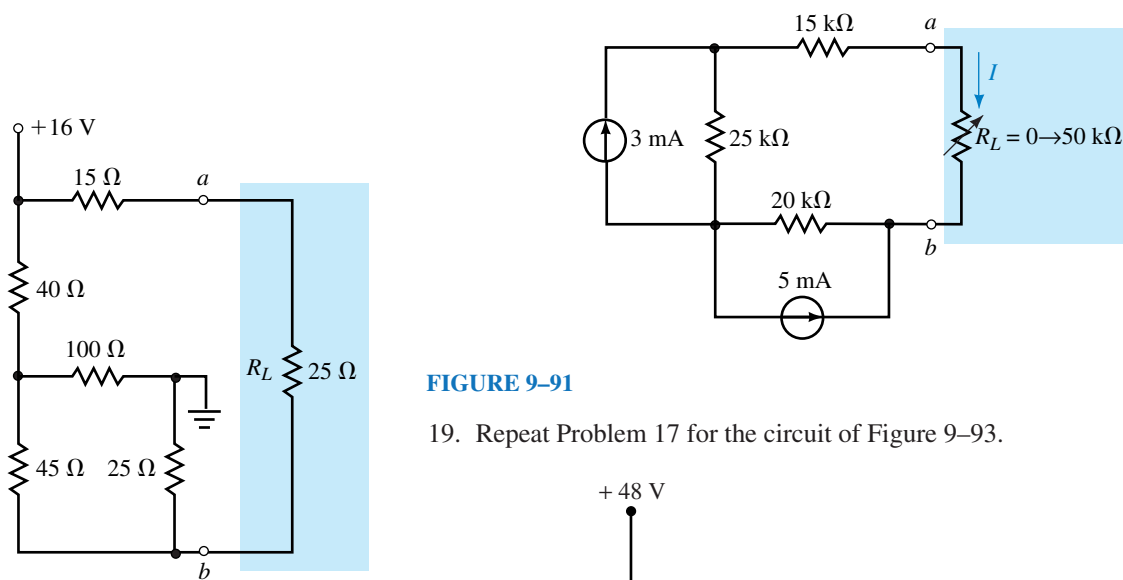 +16 V
15 Ω
a
40 Ω
100 Ω
R_L
25 Ω
45 Ω
25 Ω
b
15 kΩ
a
I
3 mA
25 kΩ
R_L = 0→50 kΩ
20 kΩ
b
5 mA
FIGURE 9–91
19. Repeat Problem 17 for the circuit of Figure 9–93.
+ 48 V